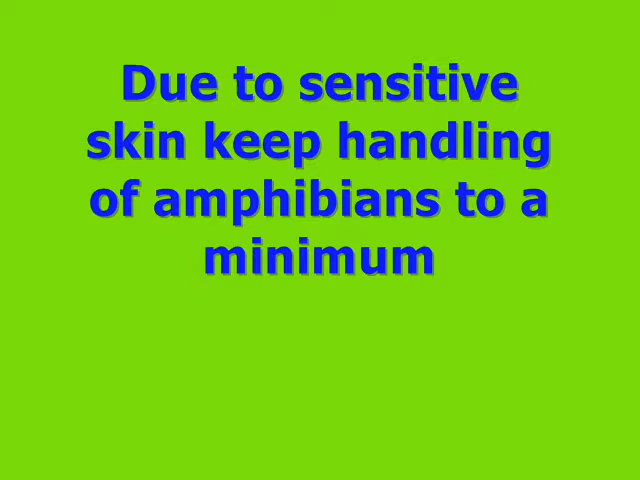 Due to sensitive
skin keep handling
of amphibians to a
minimum